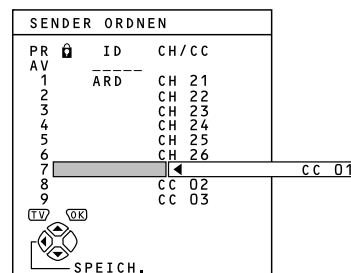 SENDER ORDNEN
PR ID CH/CC
AV _____
1 ARD CH 21
2 CH 22
3 CH 23
4 CH 24
5 CH 25
6 CH 26
7 CC 01
8 CC 02
9 CC 03
TV OK
SPEICH.